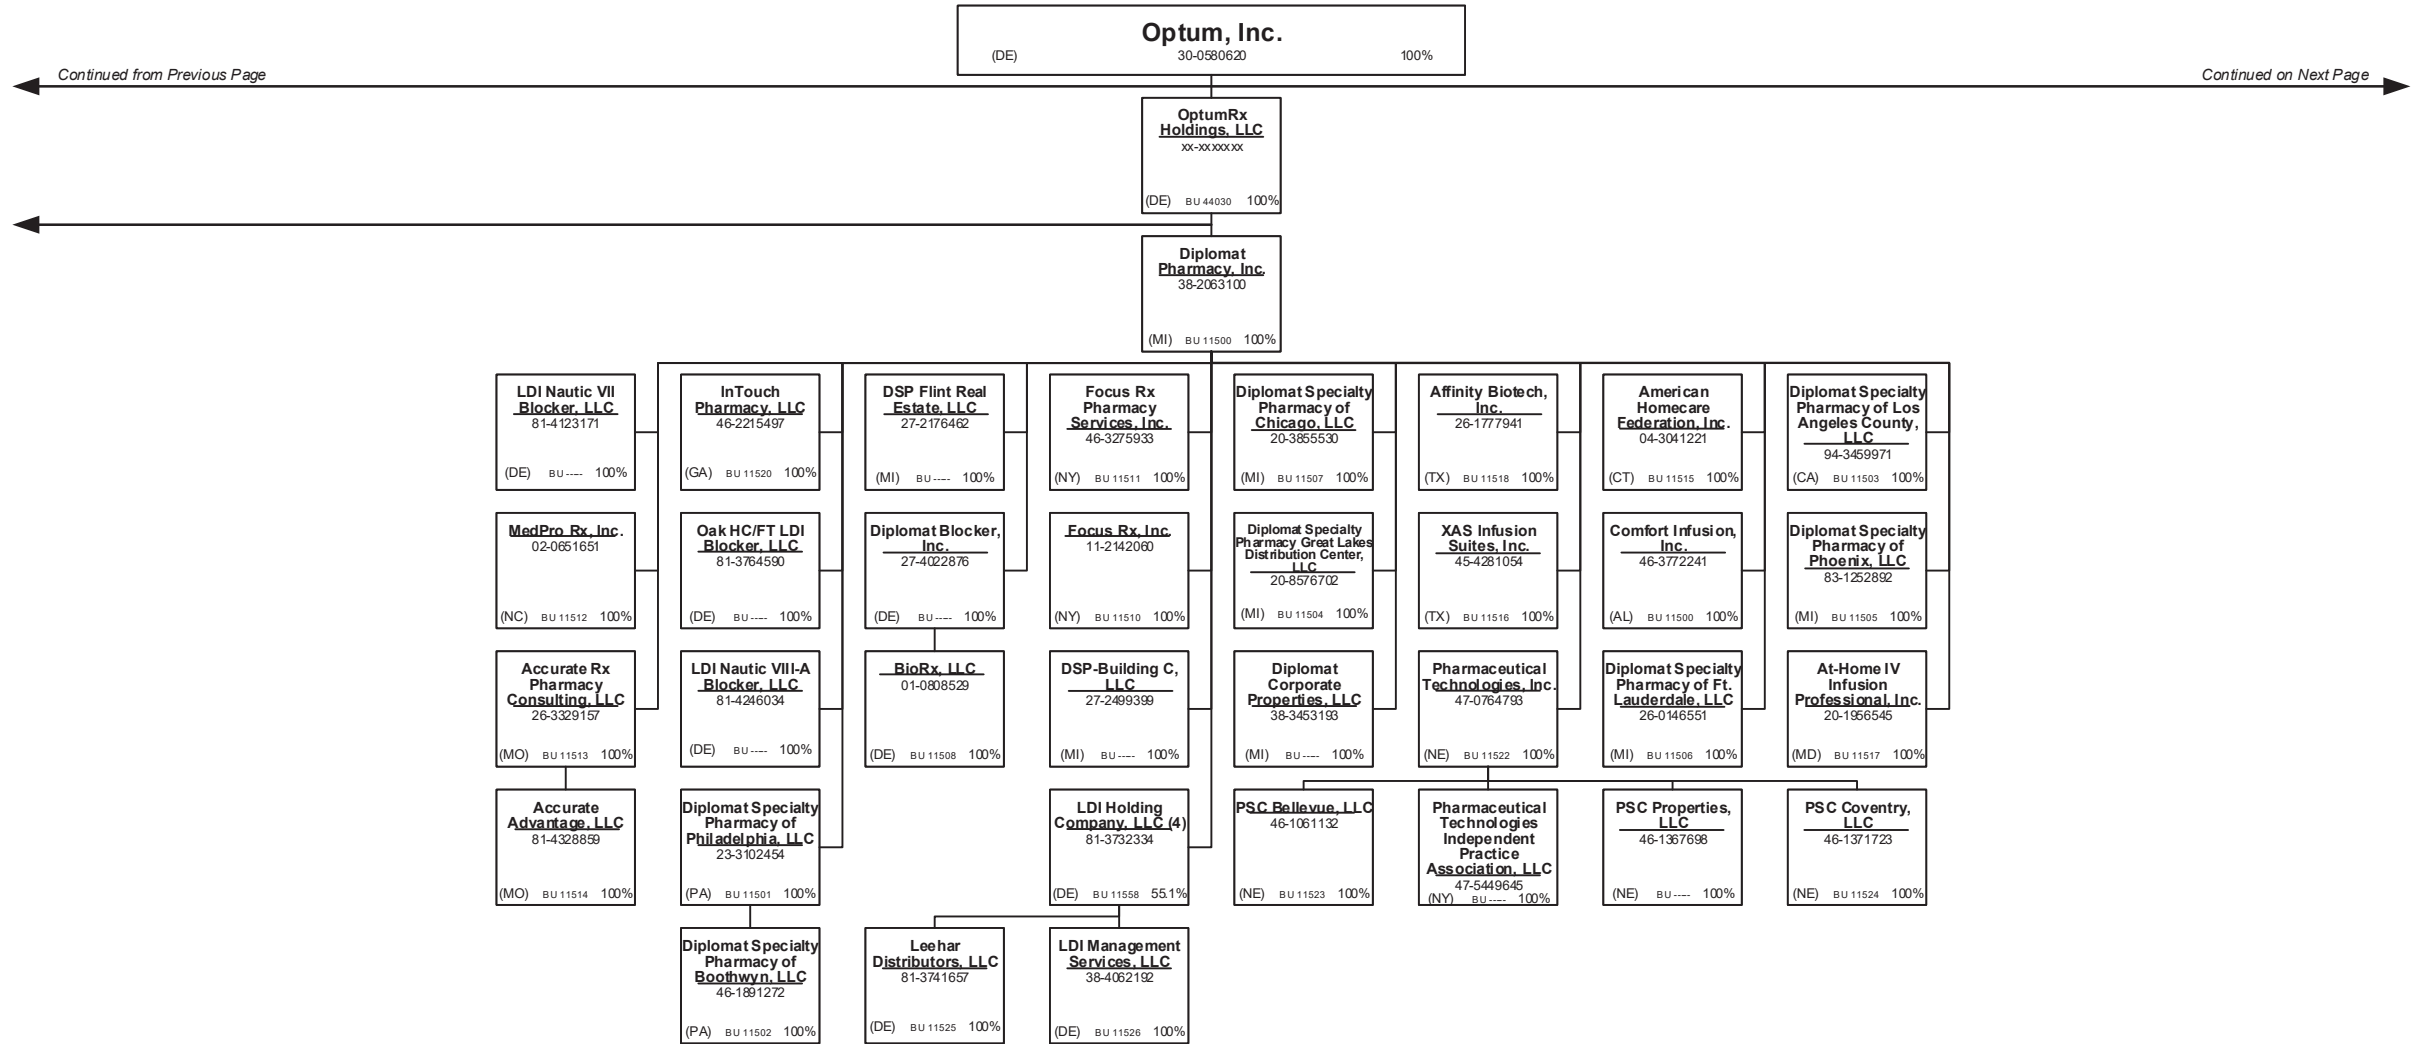 Optum, Inc.
(DE) 30-0580620 100%
Continued from Previous Page
Continued on Next Page
OptumRx
Holdings, LLC
xx-xxxxxxx
(DE) BU 44030 100%
Diplomat
Pharmacy, Inc.
38-2063100
(MI) BU 11500 100%
LDI Nautic VII
Blocker, LLC
81-4123171
(DE) BU ---- 100%
InTouch
Pharmacy, LLC
46-2215497
(GA) BU 11520 100%
DSP Flint Real
Estate, LLC
27-2176462
(MI) BU ---- 100%
Focus Rx
Pharmacy
Services, Inc.
46-3275933
(NY) BU 11511 100%
Diplomat Specialty
Pharmacy of
Chicago, LLC
20-3855530
(MI) BU 11507 100%
Affinity Biotech,
Inc.
26-1777941
(TX) BU 11518 100%
American
Homecare
Federation, Inc.
04-3041221
(CT) BU 11515 100%
Diplomat Specialty
Pharmacy of Los
Angeles County,
LLC
94-3459971
(CA) BU 11503 100%
MedPro Rx, Inc.
02-0651651
(NC) BU 11512 100%
Oak HC/FT LDI
Blocker, LLC
81-3764590
(DE) BU ---- 100%
Diplomat Blocker,
Inc.
27-4022876
(DE) BU ---- 100%
Focus Rx, Inc.
11-2142060
(NY) BU 11510 100%
Diplomat Specialty
Pharmacy Great Lakes
Distribution Center,
LLC
20-8576702
(MI) BU 11504 100%
XAS Infusion
Suites, Inc.
45-4281054
(TX) BU 11516 100%
Comfort Infusion,
Inc.
46-3772241
(AL) BU 11500 100%
Diplomat Specialty
Pharmacy of
Phoenix, LLC
83-1252892
(MI) BU 11505 100%
Accurate Rx
Pharmacy
Consulting, LLC
26-3329157
(MO) BU 11513 100%
LDI Nautic VIII-A
Blocker, LLC
81-4246034
(DE) BU ---- 100%
BioRx, LLC
01-0808529
(DE) BU 11508 100%
DSP-Building C,
LLC
27-2499399
(MI) BU ---- 100%
Diplomat
Corporate
Properties, LLC
38-3453193
(MI) BU ---- 100%
Pharmaceutical
Technologies, Inc.
47-0764793
(NE) BU 11522 100%
Diplomat Specialty
Pharmacy of Ft.
Lauderdale, LLC
26-0146551
(MI) BU 11506 100%
At-Home IV
Infusion
Professional, Inc.
20-1956545
(MD) BU 11517 100%
Accurate
Advantage, LLC
81-4328859
(MO) BU 11514 100%
Diplomat Specialty
Pharmacy of
Philadelphia, LLC
23-3102454
(PA) BU 11501 100%
LDI Holding
Company, LLC (4)
81-3732334
(DE) BU 11558 55.1%
PSC Bellevue, LLC
46-1061132
(NE) BU 11523 100%
Pharmaceutical
Technologies
Independent
Practice
Association, LLC
47-5449645
(NY) BU ---- 100%
PSC Properties,
LLC
46-1367698
(NE) BU ---- 100%
PSC Coventry,
LLC
46-1371723
(NE) BU 11524 100%
Diplomat Specialty
Pharmacy of
Boothwyn, LLC
46-1891272
(PA) BU 11502 100%
Leehar
Distributors, LLC
81-3741657
(DE) BU 11525 100%
LDI Management
Services, LLC
38-4062192
(DE) BU 11526 100%